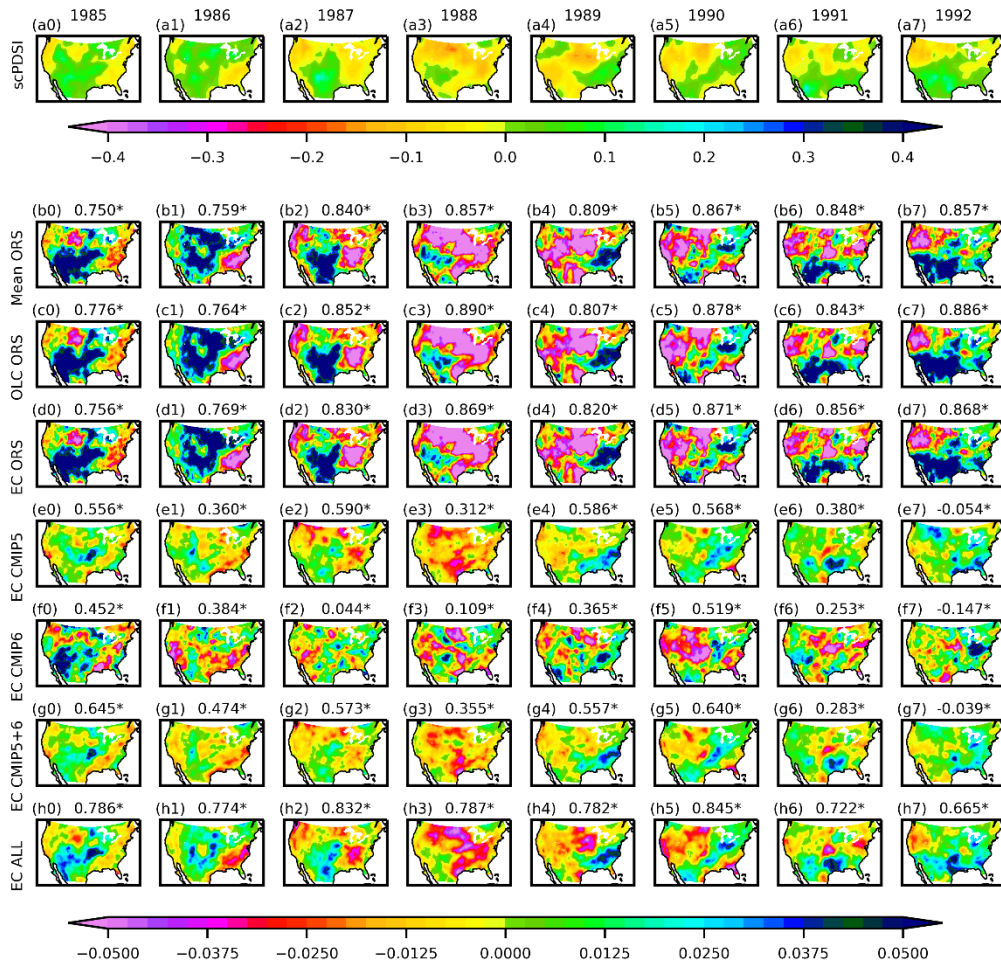 1985 1986 1987 1988 1989 1990 1991 1992
(a0) (a1) (a2) (a3) (a4) (a5) (a6) (a7)
scPDSI
−0.4 −0.3 −0.2 −0.1 0.0 0.1 0.2 0.3 0.4
(b0) 0.750* (b1) 0.759* (b2) 0.840* (b3) 0.857* (b4) 0.809* (b5) 0.867* (b6) 0.848* (b7) 0.857*
Mean ORS
(c0) 0.776* (c1) 0.764* (c2) 0.852* (c3) 0.890* (c4) 0.807* (c5) 0.878* (c6) 0.843* (c7) 0.886*
OLC ORS
(d0) 0.756* (d1) 0.769* (d2) 0.830* (d3) 0.869* (d4) 0.820* (d5) 0.871* (d6) 0.856* (d7) 0.868*
EC ORS
(e0) 0.556* (e1) 0.360* (e2) 0.590* (e3) 0.312* (e4) 0.586* (e5) 0.568* (e6) 0.380* (e7) -0.054*
EC CMIP5
(f0) 0.452* (f1) 0.384* (f2) 0.044* (f3) 0.109* (f4) 0.365* (f5) 0.519* (f6) 0.253* (f7) -0.147*
EC CMIP6
(g0) 0.645* (g1) 0.474* (g2) 0.573* (g3) 0.355* (g4) 0.557* (g5) 0.640* (g6) 0.283* (g7) -0.039*
EC CMIP5+6
(h0) 0.786* (h1) 0.774* (h2) 0.832* (h3) 0.787* (h4) 0.782* (h5) 0.845* (h6) 0.722* (h7) 0.665*
EC ALL
−0.0500 −0.0375 −0.0250 −0.0125 0.0000 0.0125 0.0250 0.0375 0.0500